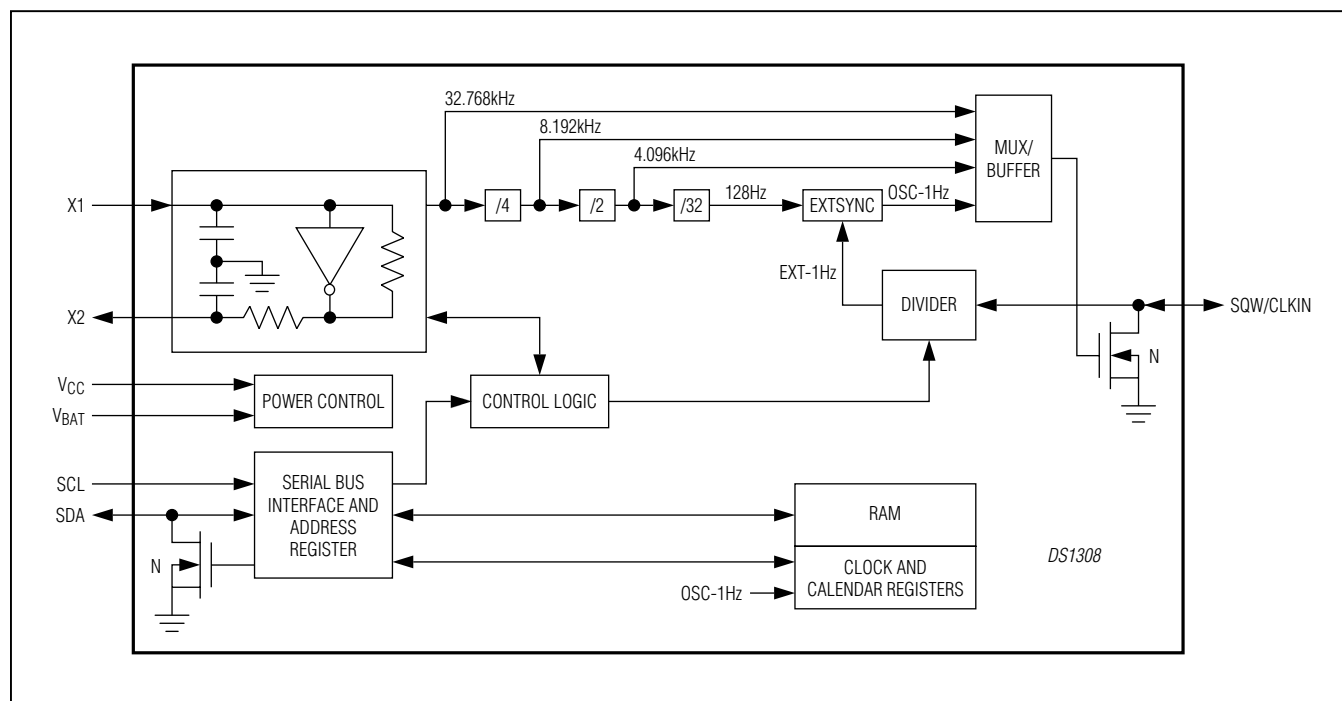 32.768kHz
8.192kHz
4.096kHz
MUX/
BUFFER
X1
/4
/2
/32
128Hz
EXTSYNC
OSC-1Hz
EXT-1Hz
DIVIDER
X2
SQW/CLKIN
N
VCC
VBAT
POWER CONTROL
CONTROL LOGIC
SCL
SDA
SERIAL BUS
INTERFACE AND
ADDRESS
REGISTER
N
RAM
CLOCK AND
CALENDAR REGISTERS
OSC-1Hz
DS1308